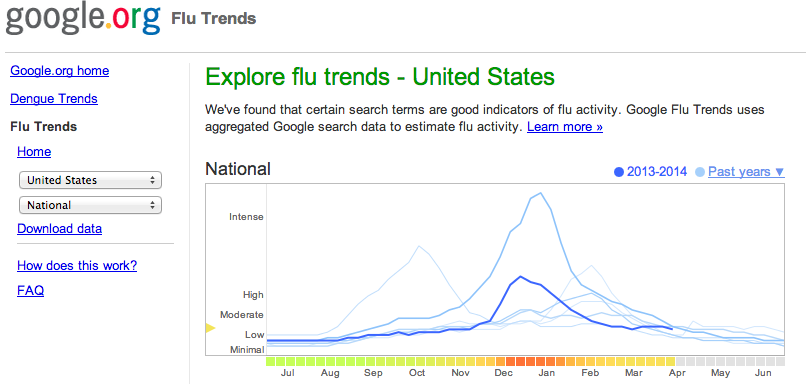 google.org Flu Trends
Google.org home
Dengue Trends
Flu Trends
Home
United States
National
Download data
How does this work?
FAQ
Explore flu trends - United States
We've found that certain search terms are good indicators of flu activity. Google Flu Trends uses
aggregated Google search data to estimate flu activity. Learn more »
National
2013-2014 Past years ▼
Intense
High
Moderate
Low
Minimal
Jul Aug Sep Oct Nov Dec Jan Feb Mar Apr May Jun